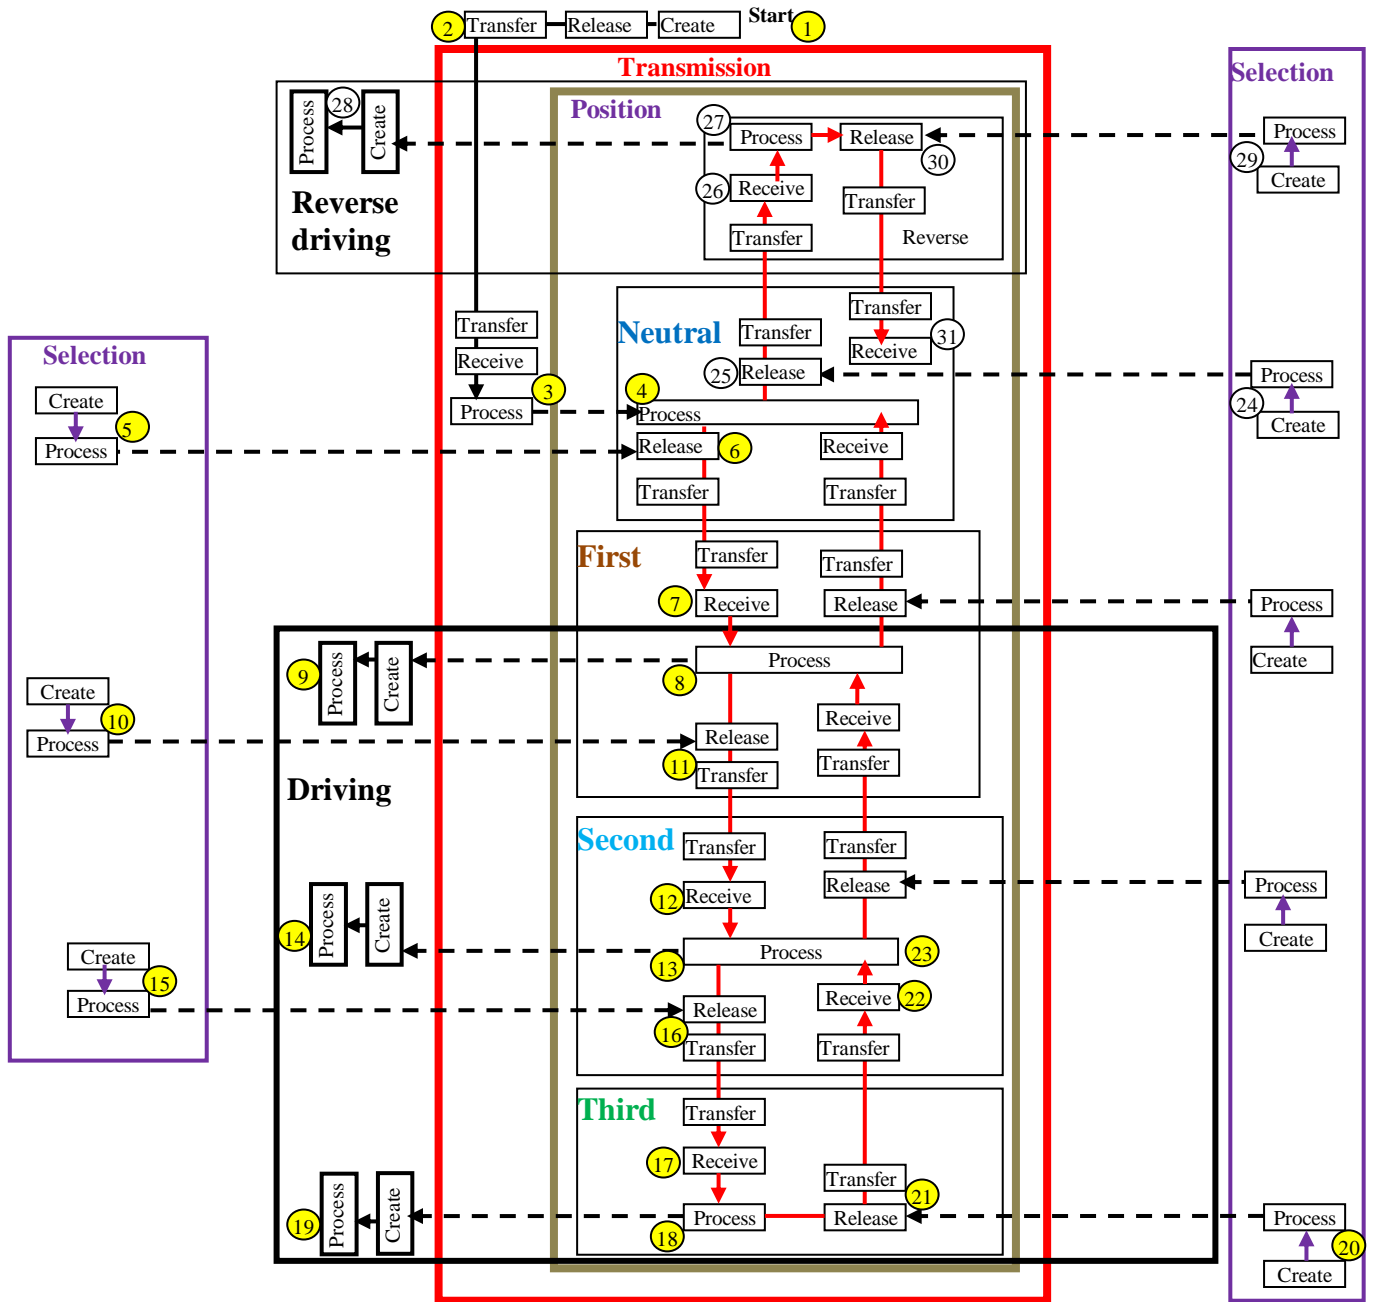 2 Transfer Release Create Start 1
Transmission
Selection
Position
Process 28 Create
27
Process Release
30
Process
29
Create
26 Receive
Transfer
Transfer
Reverse
Reverse
driving
Transfer
Receive
Process 3
Neutral
Transfer
Release
25
Transfer
Receive 31
4
Process
Release 6
Transfer
Receive
Transfer
Process
24
Create
Selection
Create
5
Process
First
Transfer
7 Receive
Transfer
Release
Process
Create
Process
8
9 Process Create
Create
10
Process
Release
11
Transfer
Receive
Transfer
Driving
Second
Transfer
12 Receive
Transfer
Release
Process
Create
Process
13
23
14 Process Create
Create
15
Process
Release
16
Transfer
Receive 22
Transfer
Third
Transfer
17 Receive
Process
18
Transfer
21
Release
19 Process Create
Process
20
Create